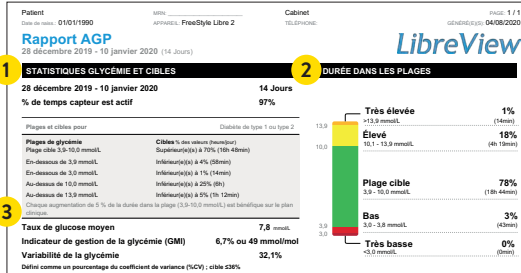 Patient
MRN:
Cabinet
PAGE: 1 / 1
Date de naiss.: 01/01/1990
APPAREIL: FreeStyle Libre 2
TÉLÉPHONE:
GÉNÉRÉ(E)(S): 04/08/2020
Rapport AGP
28 décembre 2019 - 10 janvier 2020 (14 Jours)
LibreView
1 STATISTIQUES GLYCÉMIE ET CIBLES
28 décembre 2019 - 10 janvier 2020 14 Jours
% de temps capteur est actif 97%
Plages et cibles pour Diabète de type 1 ou type 2
Plages de glycémie Cibles % des valeurs (heure/jour)
Plage cible 3,9-10,0 mmol/L Supérieur(e)(s) à 70% (16h 48min)
En-dessous de 3,9 mmol/L Inférieur(e)(s) à 4% (58min)
En-dessous de 3,0 mmol/L Inférieur(e)(s) à 1% (14min)
Au-dessus de 10,0 mmol/L Inférieur(e)(s) à 25% (6h)
Au-dessus de 13,9 mmol/L Inférieur(e)(s) à 5% (1h 12min)
Chaque augmentation de 5 % de la durée dans la plage (3,9-10,0 mmol/L) est bénéfique sur le plan
clinique.
3
Taux de glucose moyen 7,8 mmol/L
Indicateur de gestion de la glycémie (GMI) 6,7% ou 49 mmol/mol
Variabilité de la glycémie 32,1%
Défini comme un pourcentage du coefficient de variation (%CV) ; cible ≤36%
2 DURÉE DANS LES PLAGES
Très élevée 1%
>13,9 mmol/L (14min)
13,9
Élevé 18%
10,1 - 13,9 mmol/L (4h 19min)
10,0
Plage cible 78%
3,9 - 10,0 mmol/L (18h 44min)
Bas 3%
3,0 - 3,8 mmol/L (43min)
3,9
3,0
Très basse 0%
<3,0 mmol/L (0min)